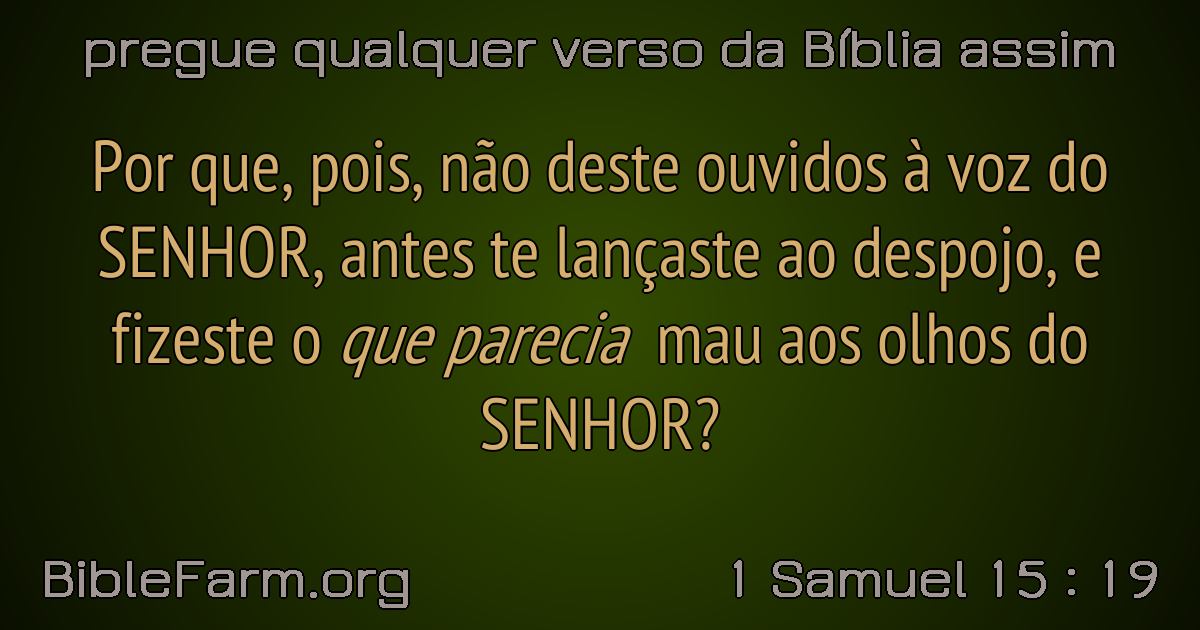 pregue qualquer verso da Bíblia assim
Por que, pois, não deste ouvidos à voz do
SENHOR, antes te lançaste ao despojo, e
fizeste o que parecia mau aos olhos do
SENHOR?
BibleFarm.org
1 Samuel 15 : 19